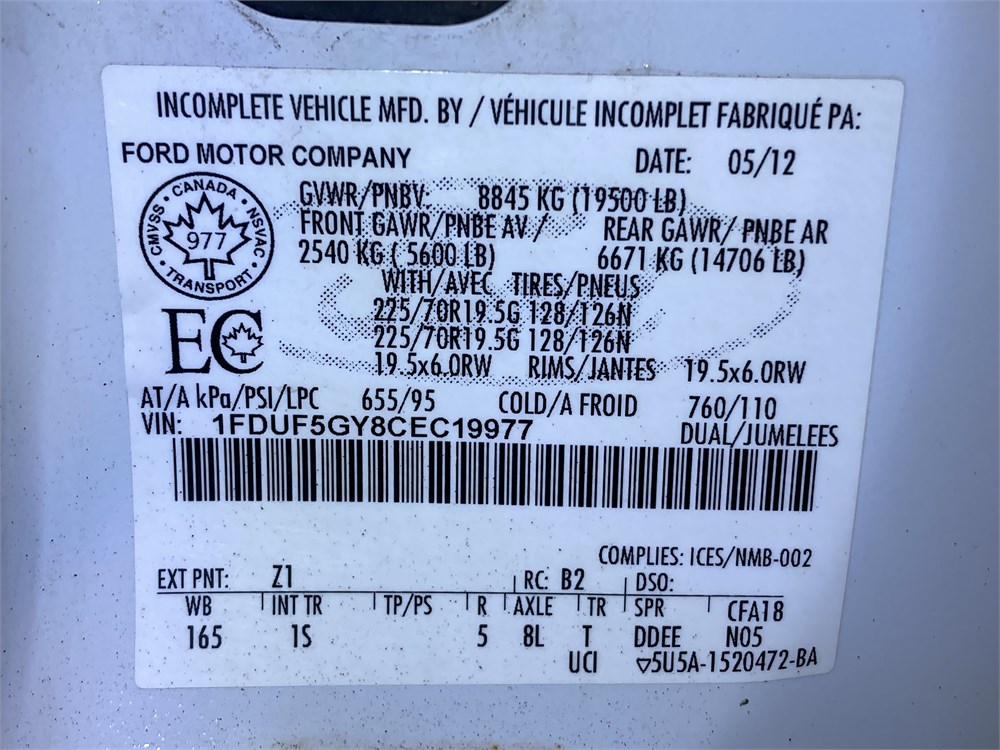 INCOMPLETE VEHICLE MFD. BY / VÉHICULE INCOMPLET FABRIQUÉ PA:
FORD MOTOR COMPANY DATE: 05/12
CANADA CMVSS NSVAC 977 TRANSPORT
GVWR/PNBV: 8845 KG (19500 LB)
FRONT GAWR/PNBE AV / REAR GAWR/ PNBE AR
2540 KG ( 5600 LB) 6671 KG (14706 LB)
WITH/AVEC TIRES/PNEUS
225/70R19.5G 128/126N
225/70R19.5G 128/126N
EC
19.5x6.0RW RIMS/JANTES 19.5x6.0RW
AT/A kPa/PSI/LPC 655/95 COLD/A FROID 760/110
VIN: 1FDUF5GY8CEC19977 DUAL/JUMELEES
COMPLIES: ICES/NMB-002
EXT PNT: Z1 RC: B2 DSO:
WB INT TR TP/PS R AXLE TR SPR CFA18
165 1S 5 8L T DDEE N05
UCI 5U5A-1520472-BA